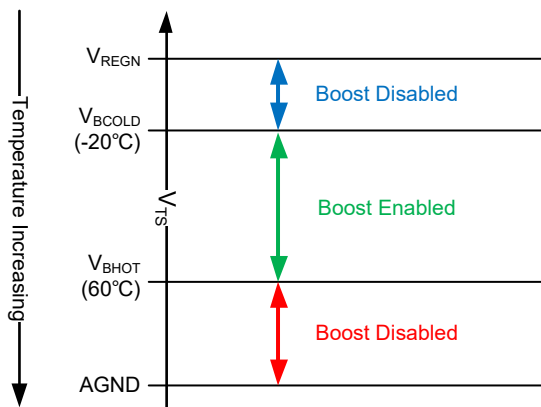 Temperature Increasing
VREGN
Boost Disabled
VBCOLD
(-20℃)
VTS
Boost Enabled
VBHOT
(60℃)
Boost Disabled
AGND